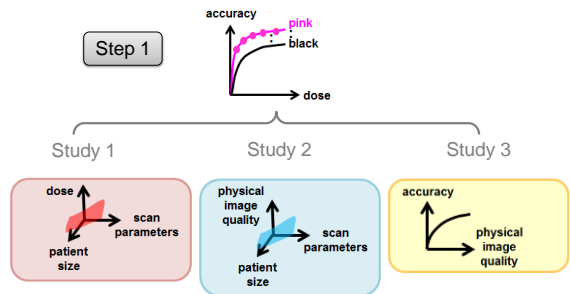 accuracy
pink
black
dose
Step 1
Study 1
Study 2
Study 3
dose
scan
parameters
patient
size
physical
image
quality
scan
parameters
patient
size
accuracy
physical
image
quality